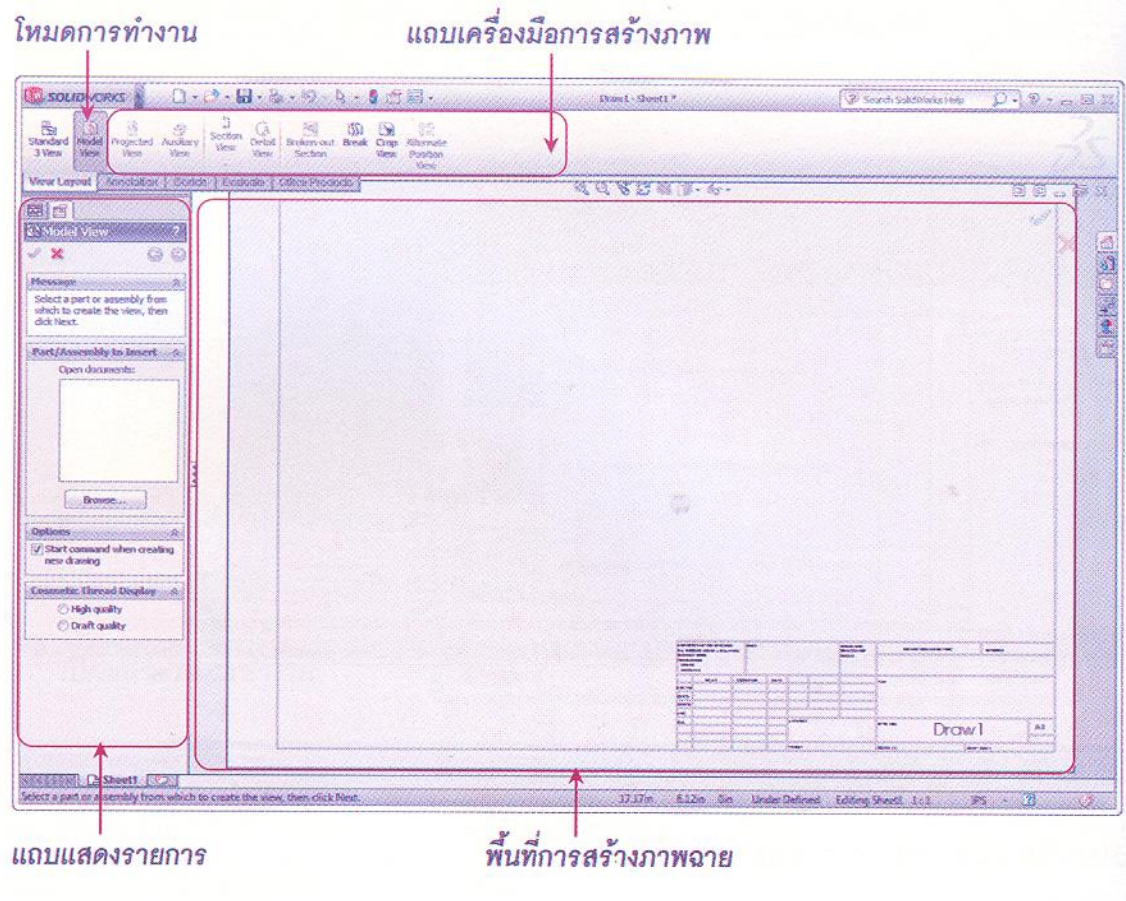 โหมดการทำงาน
แถบเครื่องมือการสร้างภาพ
SOLIDWORKS
Draw1 - Sheet1 *
Search SolidWorks Help
Standard 3 View
Model View
Projected View
Auxiliary View
Section View
Detail View
Broken-out Section
Break
Crop View
Alternate Position View
View Layout
Annotation
Evaluate
Office Products
Model View
?
Message
Select a part or assembly from
which to create the view, then
click Next.
Part/Assembly to Insert
Open documents:
Browse...
Options
Start command when creating
new drawing
Cosmetic Thread Display
High quality
Draft quality
Draw1
Sheet1
Select a part or assembly from which to create the view, then click Next.
17.17in
6.12in
0in
Under Defined
Editing Sheet1
1:1
IPS
แถบแสดงรายการ
พื้นที่การสร้างภาพฉาย